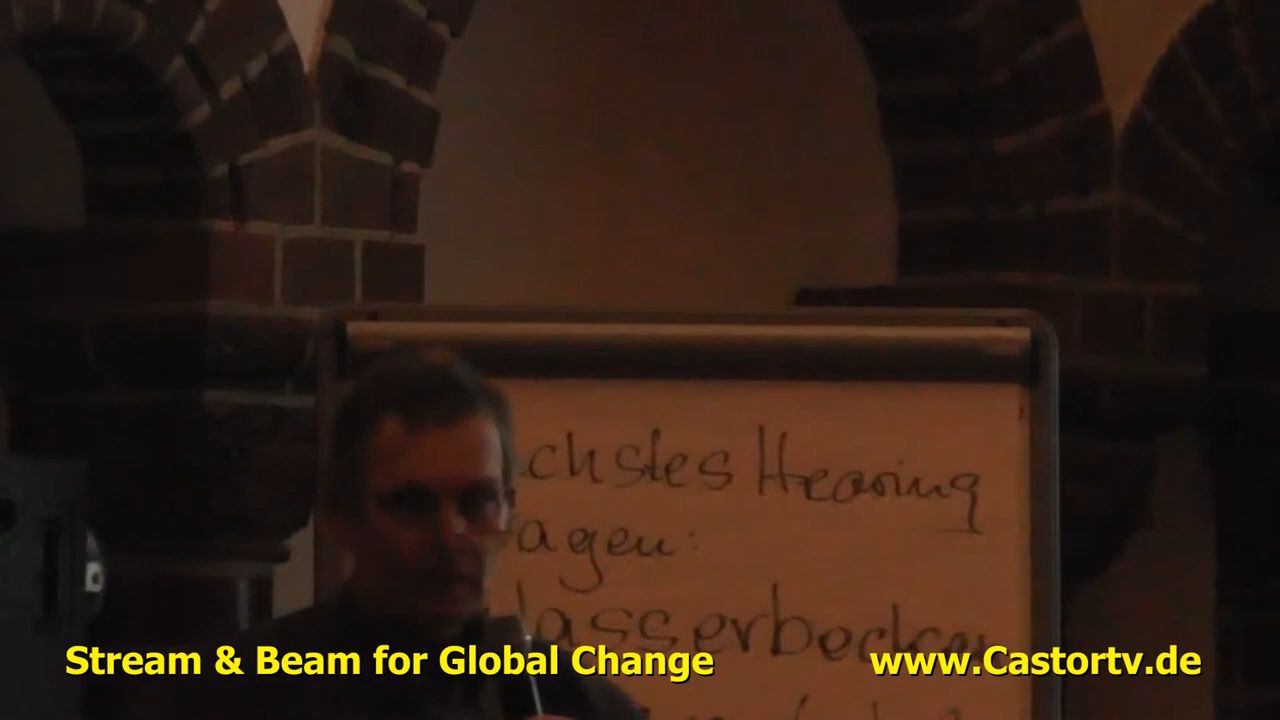 chstes Hearing
agen:
asserbecken
Stream & Beam for Global Change
www.Castortv.de